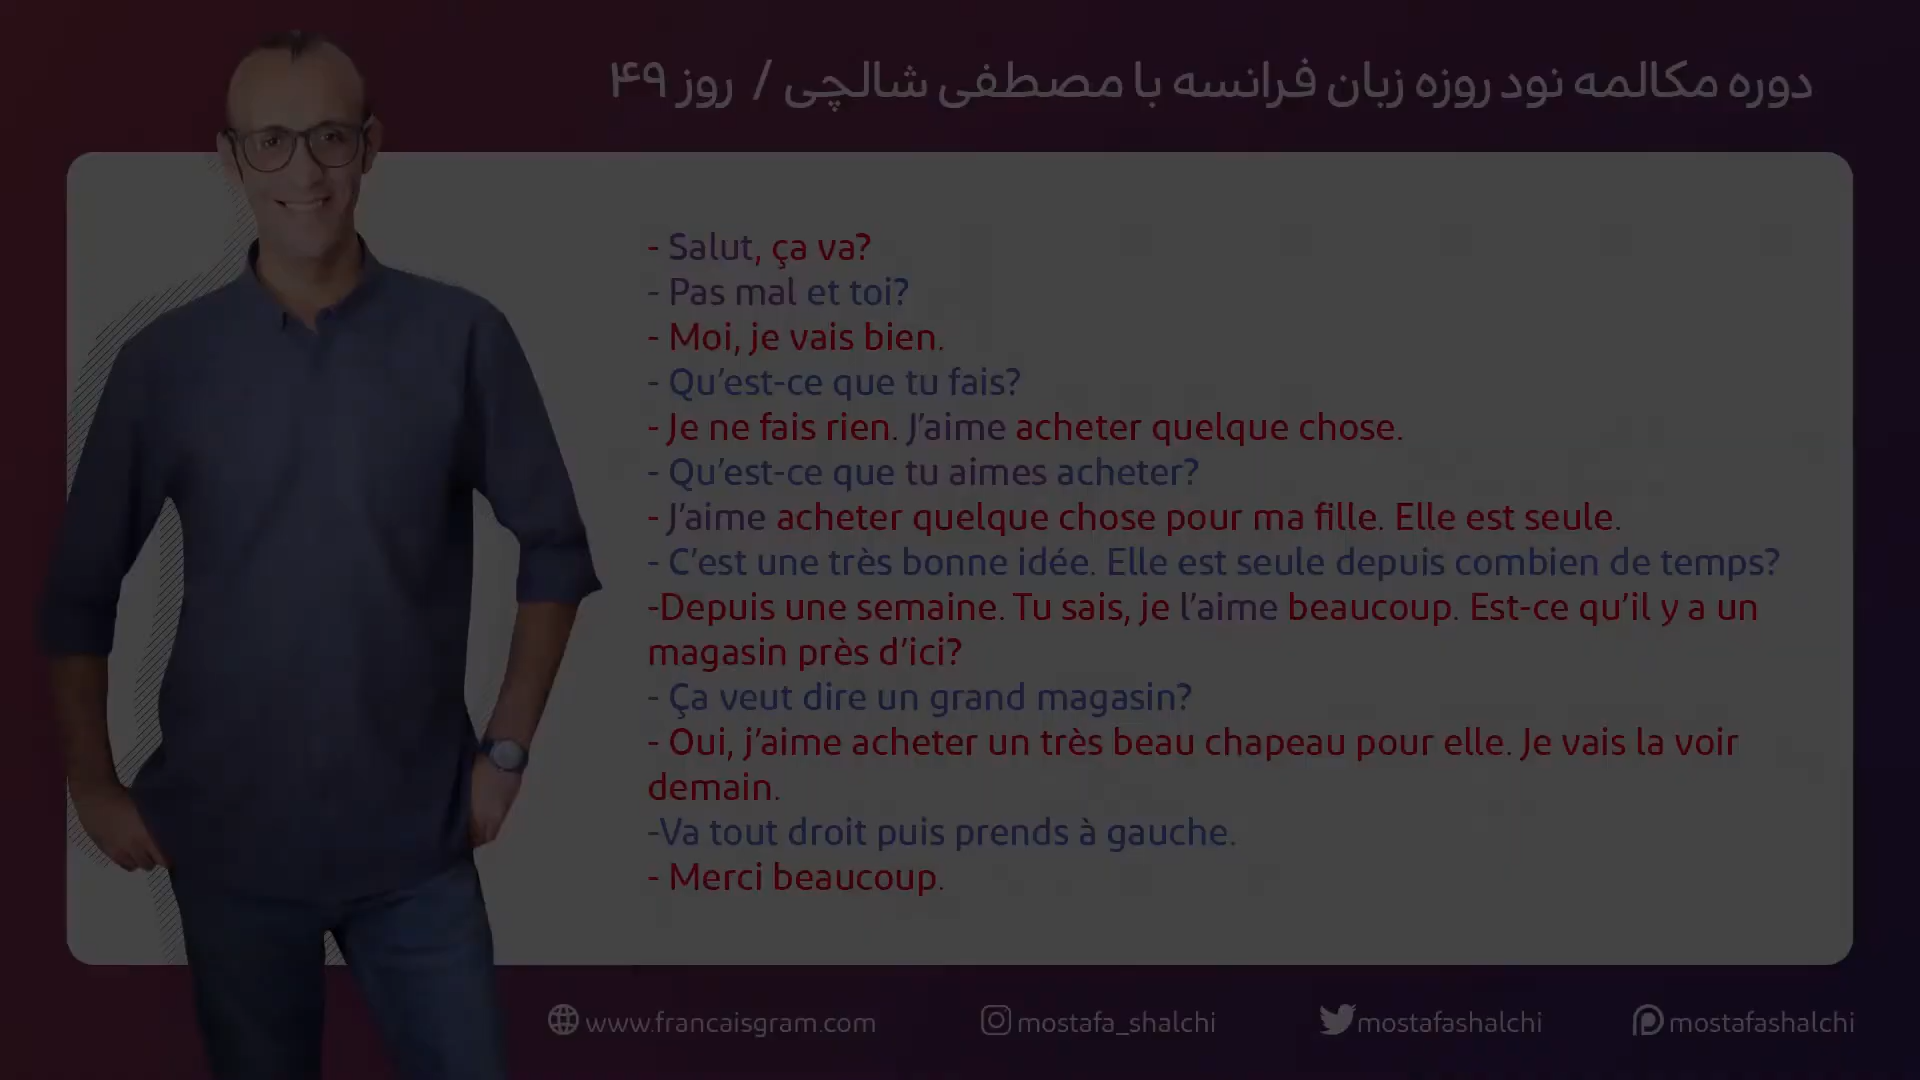 دوره مکالمه نود روزه زبان فرانسه با مصطفی شالچی / روز ۴۹
- Salut, ça va?
- Pas mal et toi?
- Moi, je vais bien.
- Qu’est-ce que tu fais?
- Je ne fais rien. J’aime acheter quelque chose.
- Qu’est-ce que tu aimes acheter?
- J’aime acheter quelque chose pour ma fille. Elle est seule.
- C’est une très bonne idée. Elle est seule depuis combien de temps?
-Depuis une semaine. Tu sais, je l’aime beaucoup. Est-ce qu’il y a un
magasin près d’ici?
- Ça veut dire un grand magasin?
- Oui, j’aime acheter un très beau chapeau pour elle. Je vais la voir
demain.
-Va tout droit puis prends à gauche.
- Merci beaucoup.
www.francaisgram.com mostafa_shalchi mostafashalchi mostafashalchi